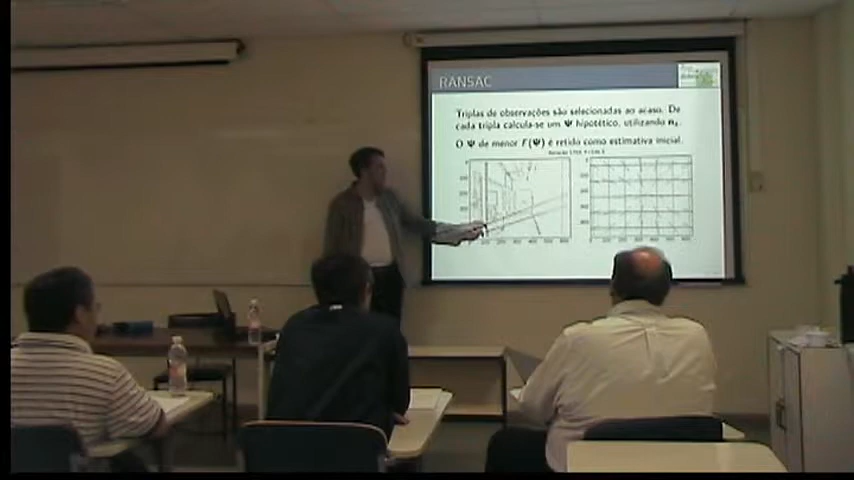 RANSAC
Triplas de observações são selecionadas ao acaso. De
cada tripla calcula-se um Ψ hipotético, utilizando
O Ψ de menor F(Ψ) é retido como estimativa inicial.